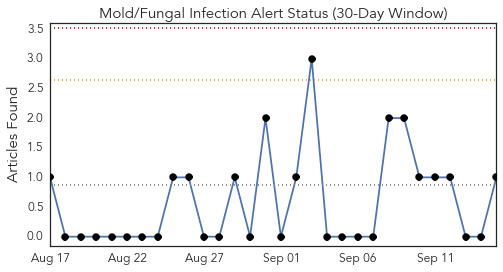 Mold/Fungal Infection Alert Status (30-Day Window)
Articles Found
3.5
3.0
2.5
2.0
1.5
1.0
0.5
0.0
Aug 17 Aug 22 Aug 27 Sep 01 Sep 06 Sep 11